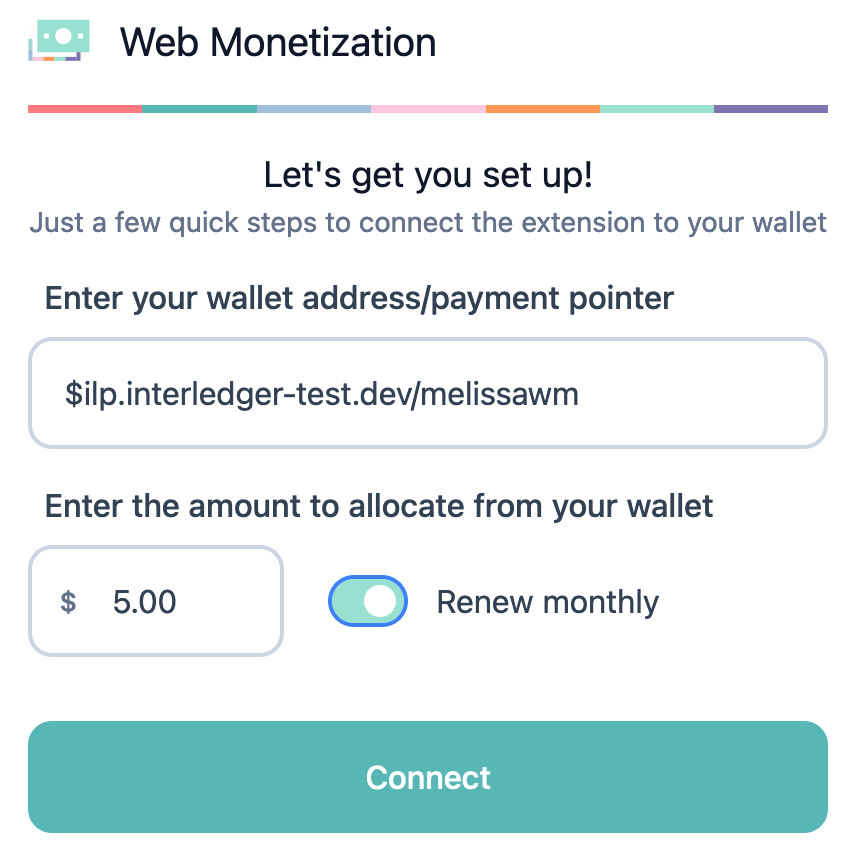 Web Monetization
Let's get you set up!
Just a few quick steps to connect the extension to your wallet
Enter your wallet address/payment pointer
$ilp.interledger-test.dev/melissawm
Enter the amount to allocate from your wallet
$ 5.00 Renew monthly
Connect